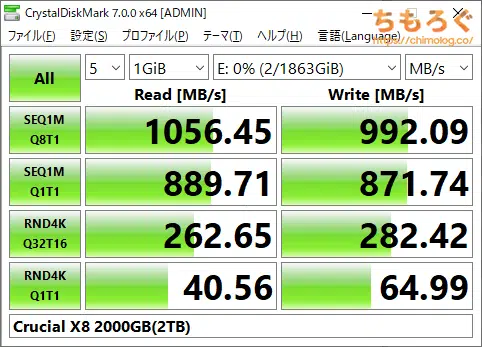 CrystalDiskMark 7.0.0 x64 [ADMIN]
ちもろぐ
https://chimolog.co/
ファイル(F) 設定(S) プロファイル(P) テーマ(T) ヘルプ(H) 言語(Language)
All 5 1GiB E: 0% (2/1863GiB) MB/s
Read [MB/s] Write [MB/s]
SEQ1M
Q8T1 1056.45 992.09
SEQ1M
Q1T1 889.71 871.74
RND4K
Q32T16 262.65 282.42
RND4K
Q1T1 40.56 64.99
Crucial X8 2000GB(2TB)